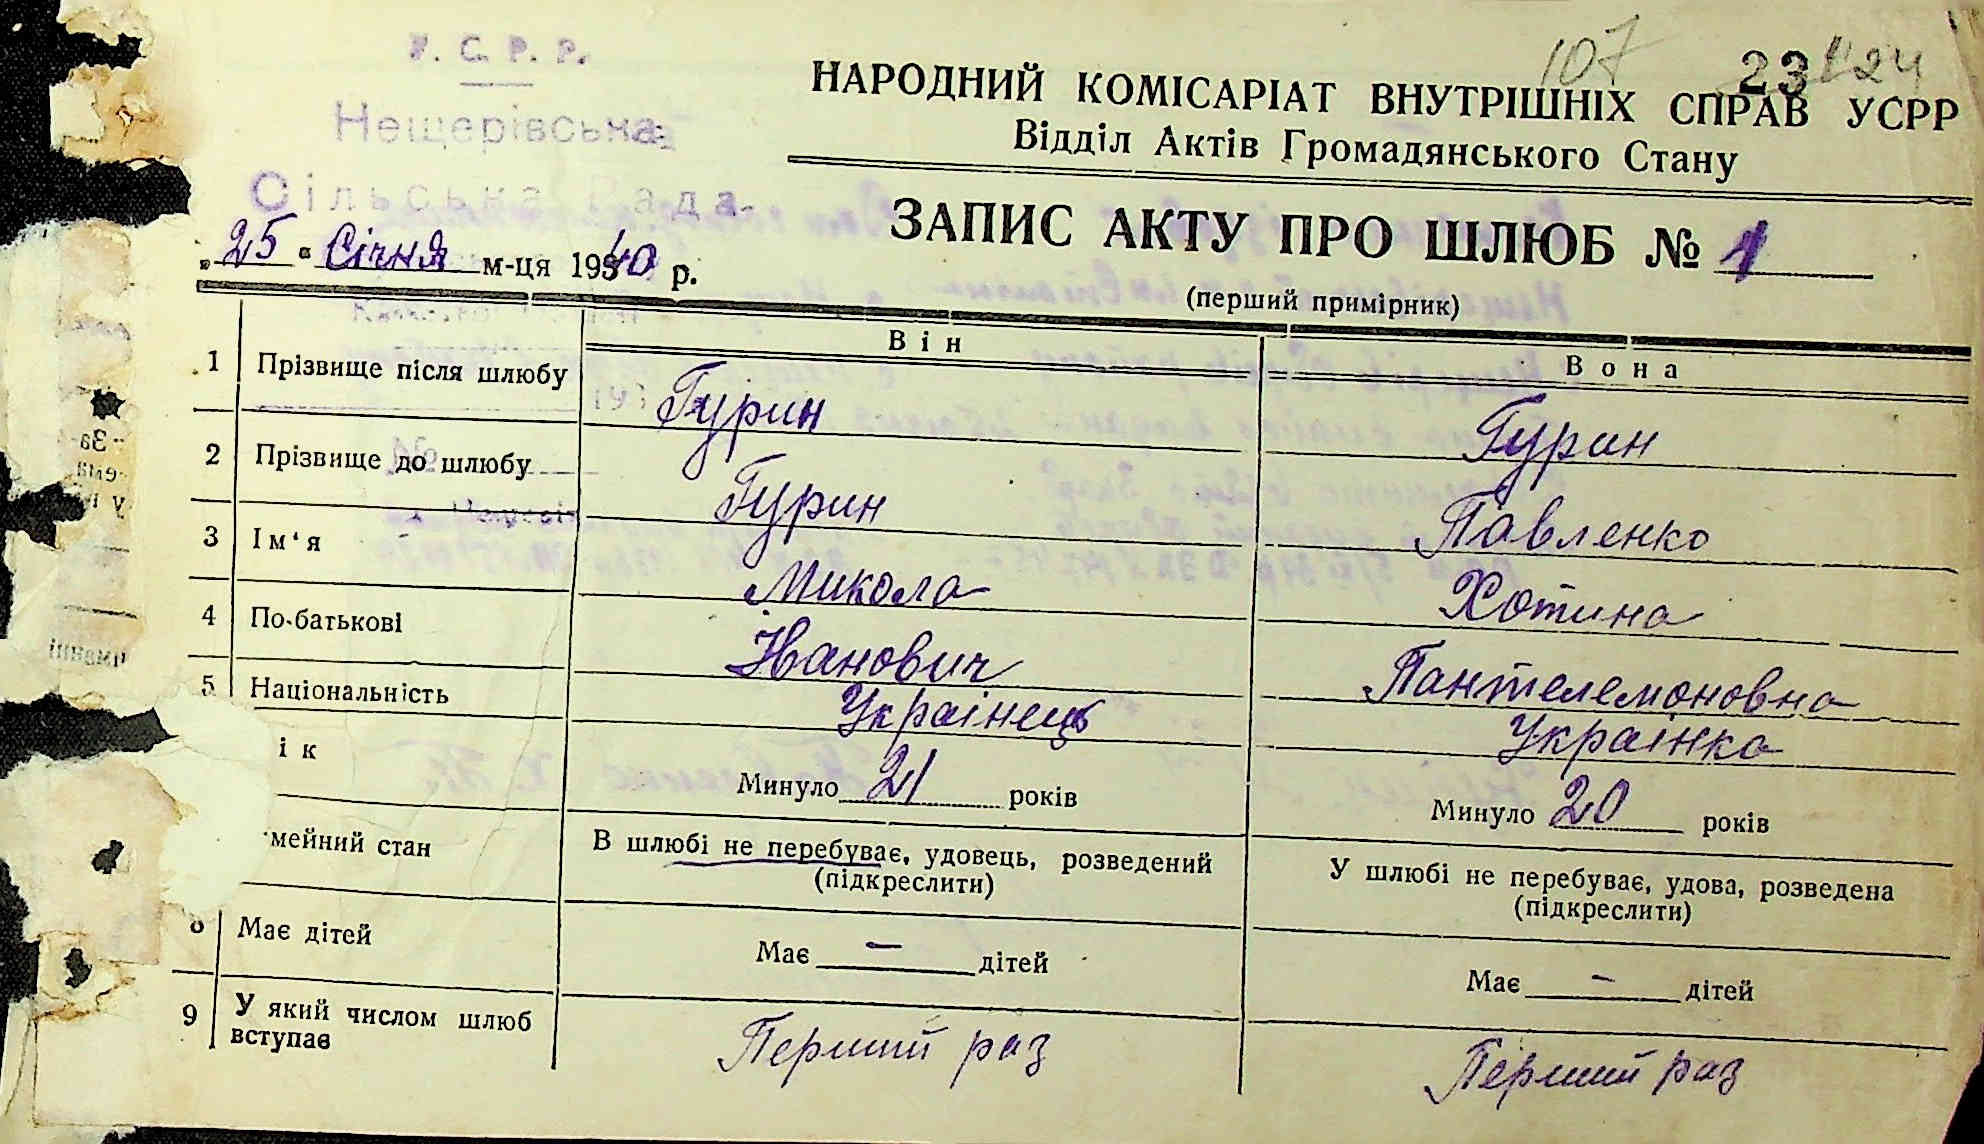 У. С. Р. Р.
Нещерівська
Сільська Рада
107 23 124
НАРОДНИЙ КОМІСАРІАТ ВНУТРІШНІХ СПРАВ УСРР
Відділ Актів Громадянського Стану
ЗАПИС АКТУ ПРО ШЛЮБ № 1
„25" Січня м-ця 1940 р.
(перший примірник)
Він Вона
1 Прізвище після шлюбу Гурин Гурин
2 Прізвище до шлюбу Гурин Павленко
3 Ім'я Микола Хотина
4 По-батькові Іванович Пантелемоновна
5 Національність Українець Українка
ік Минуло 21 років Минуло 20 років
мейний стан В шлюбі не перебуває, удовець, розведений У шлюбі не перебуває, удова, розведена
(підкреслити) (підкреслити)
8 Має дітей Має — дітей Має — дітей
9 У який числом шлюб вступає Перший раз Перший раз